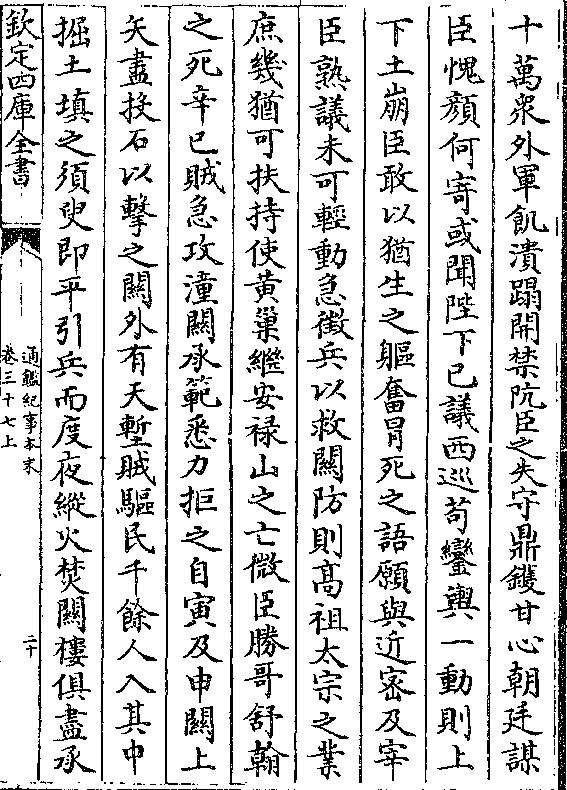 十萬衆外軍飢潰蹋開禁阬臣之失守鼎鑊甘心朝廷謀
臣愧顔何寄或聞陛下已議西巡苟鑾輿一動則上
下土崩臣敢以猶生之軀奮冒死之語願與近密及宰
臣熟議未可輕動急徵兵以救關防則髙祖太宗之業
庶幾猶可扶持使黄巢繼安禄山之亡微臣勝哥舒翰
之死辛巳賊急攻潼關承範悉力拒之自寅及申關上
矢盡投石以擊之關外有天塹賊驅民千餘人入其中
掘土填之須臾即平引兵而度夜縱火焚關樓俱盡承
欽定四庫全書
通鑑紀事本末
卷三十七上
二十